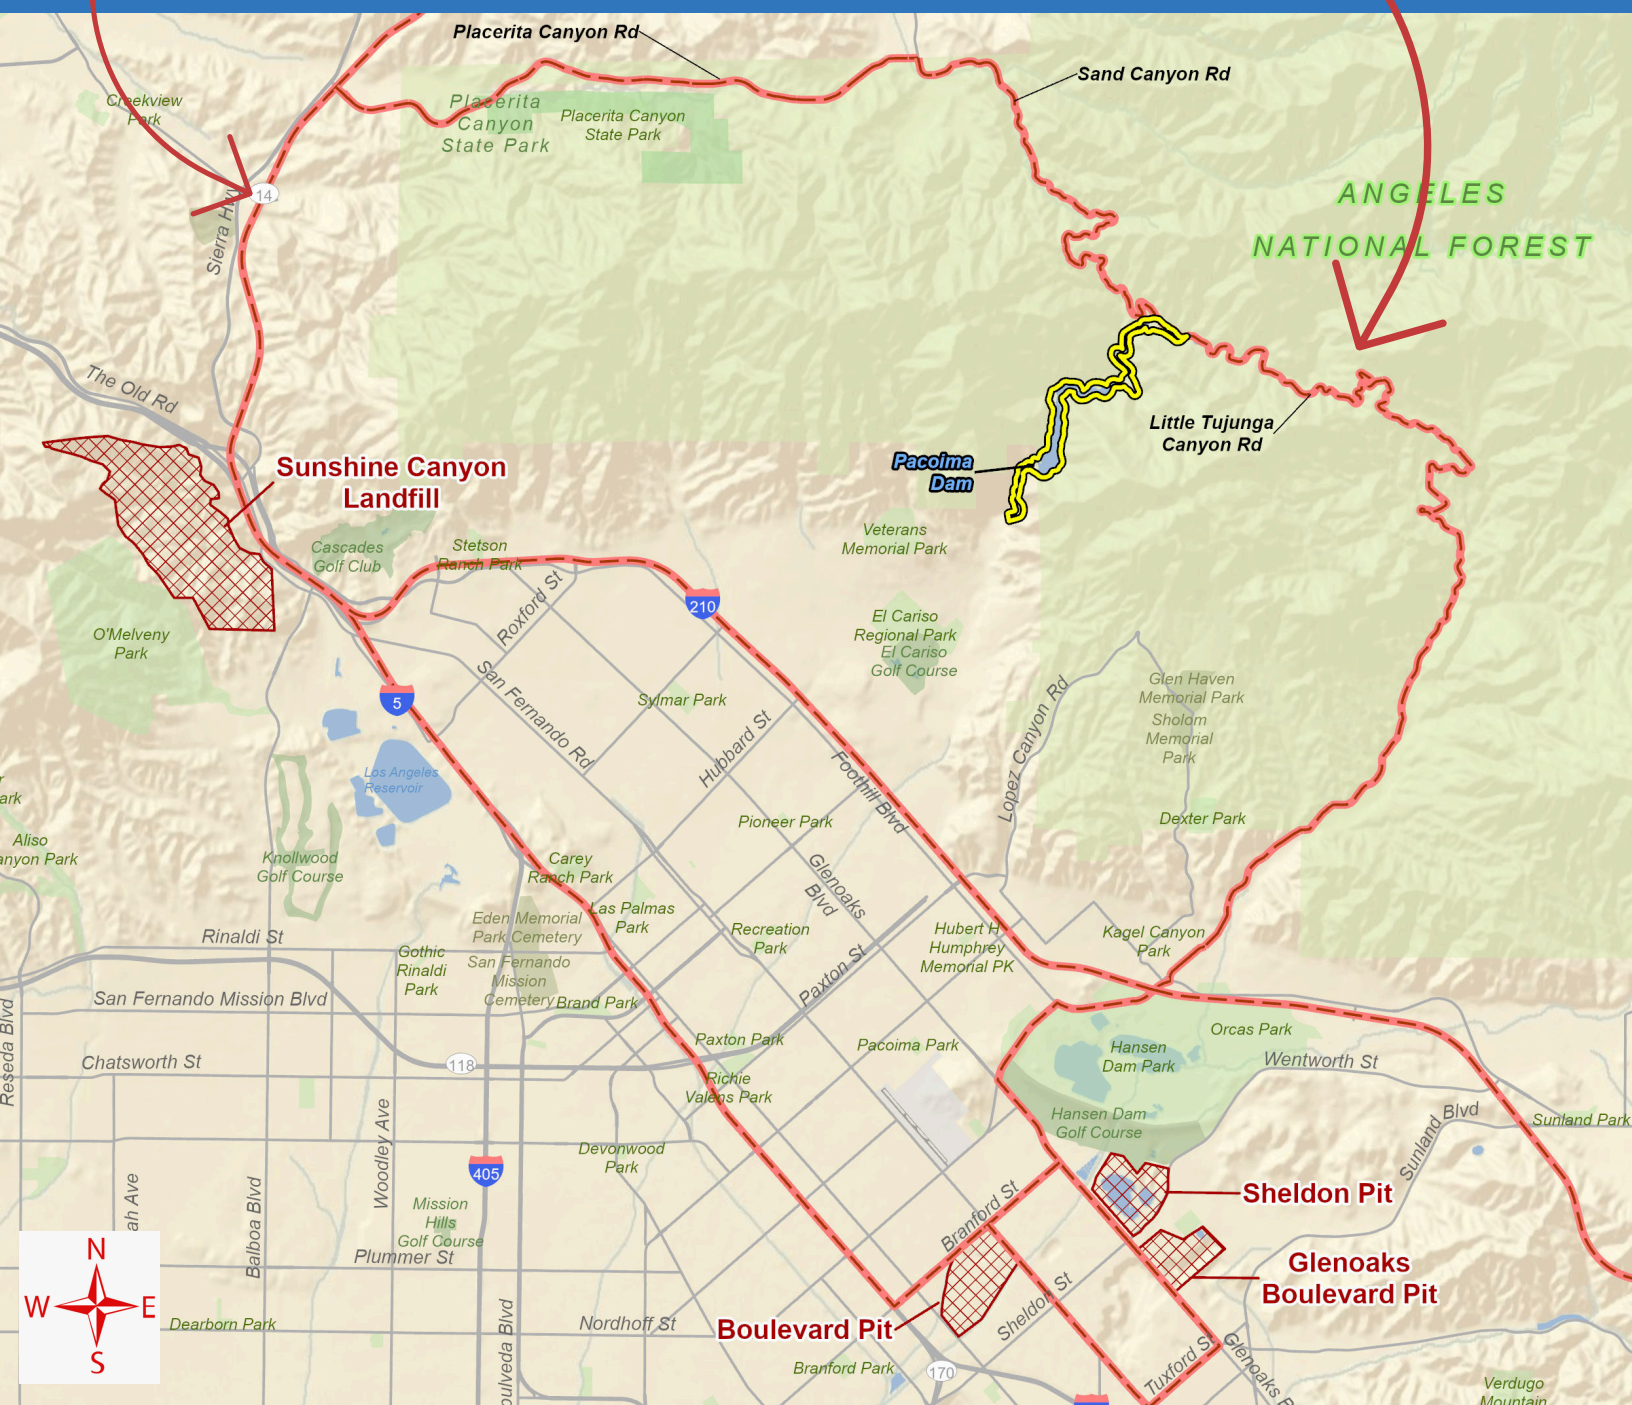 Placerita Canyon Rd
Sand Canyon Rd
Creekview
Park
Placerita
Canyon
State Park
Placerita Canyon
State Park
14
Sierra Hwy
ANGELES
NATIONAL FOREST
The Old Rd
Little Tujunga
Canyon Rd
Pacoima
Dam
Sunshine Canyon
Landfill
Cascades
Golf Club
Stetson
Ranch Park
Veterans
Memorial Park
Roxford St
210
O'Melveny
Park
El Cariso
Regional Park
El Cariso
Golf Course
5
San Fernando Rd
Sylmar Park
Hubbard St
Lopez Canyon Rd
Glen Haven
Memorial Park
Sholom
Memorial
Park
Los Angeles
Reservoir
Foothill Blvd
ark
Pioneer Park
Dexter Park
Aliso
anyon Park
Knollwood
Golf Course
Carey
Ranch Park
Glenoaks
Blvd
Las Palmas
Park
Eden Memorial
Park Cemetery
Rinaldi St
Recreation
Park
Hubert H
Humphrey
Memorial PK
Kagel Canyon
Park
Gothic
Rinaldi
Park
San Fernando
Mission
Cemetery
Brand Park
Paxton St
San Fernando Mission Blvd
Reseda Blvd
Orcas Park
Paxton Park
Pacoima Park
Hansen
Dam Park
Wentworth St
Chatsworth St
118
Richie
Valens Park
Hansen Dam
Golf Course
Sunland Blvd
Sunland Park
Woodley Ave
Devonwood
Park
405
ah Ave
Balboa Blvd
Mission
Hills
Golf Course
Branford St
Sheldon Pit
N
W
E
S
Plummer St
Glenoaks
Boulevard Pit
Sheldon St
Boulevard Pit
Dearborn Park
Nordhoff St
oulveda Blvd
Branford Park
170
Tuxford St
Glenoaks B
Verdugo
Mountain